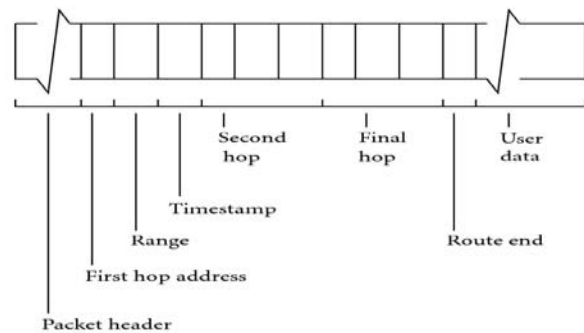 Second
hop
Final
hop
User
data
Timestamp
Range
Route end
First hop address
Packet header